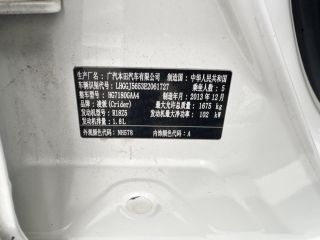 生产厂名：广汽本田汽车有限公司 制造国：中华人民共和国
车辆识别代号：LHGGJ5653E2061727 乘坐人数：5
整车型号：HG7180GAA4 制造年月：2013年12月
品牌：凌派(Crider) 最大允许总质量：1675 kg
发动机型号：R18Z5 发动机最大净功率：102 kW
发动机排量：1.8L
外饰颜色代码：NH578 内饰颜色代码：A